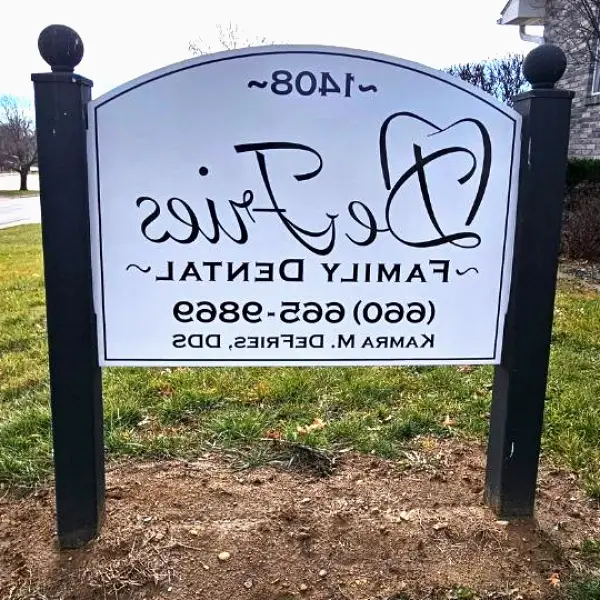 ~1408~
DeFries
~FAMILY DENTAL~
(660) 665-9869
KAMRA M. DEFRIES, DDS